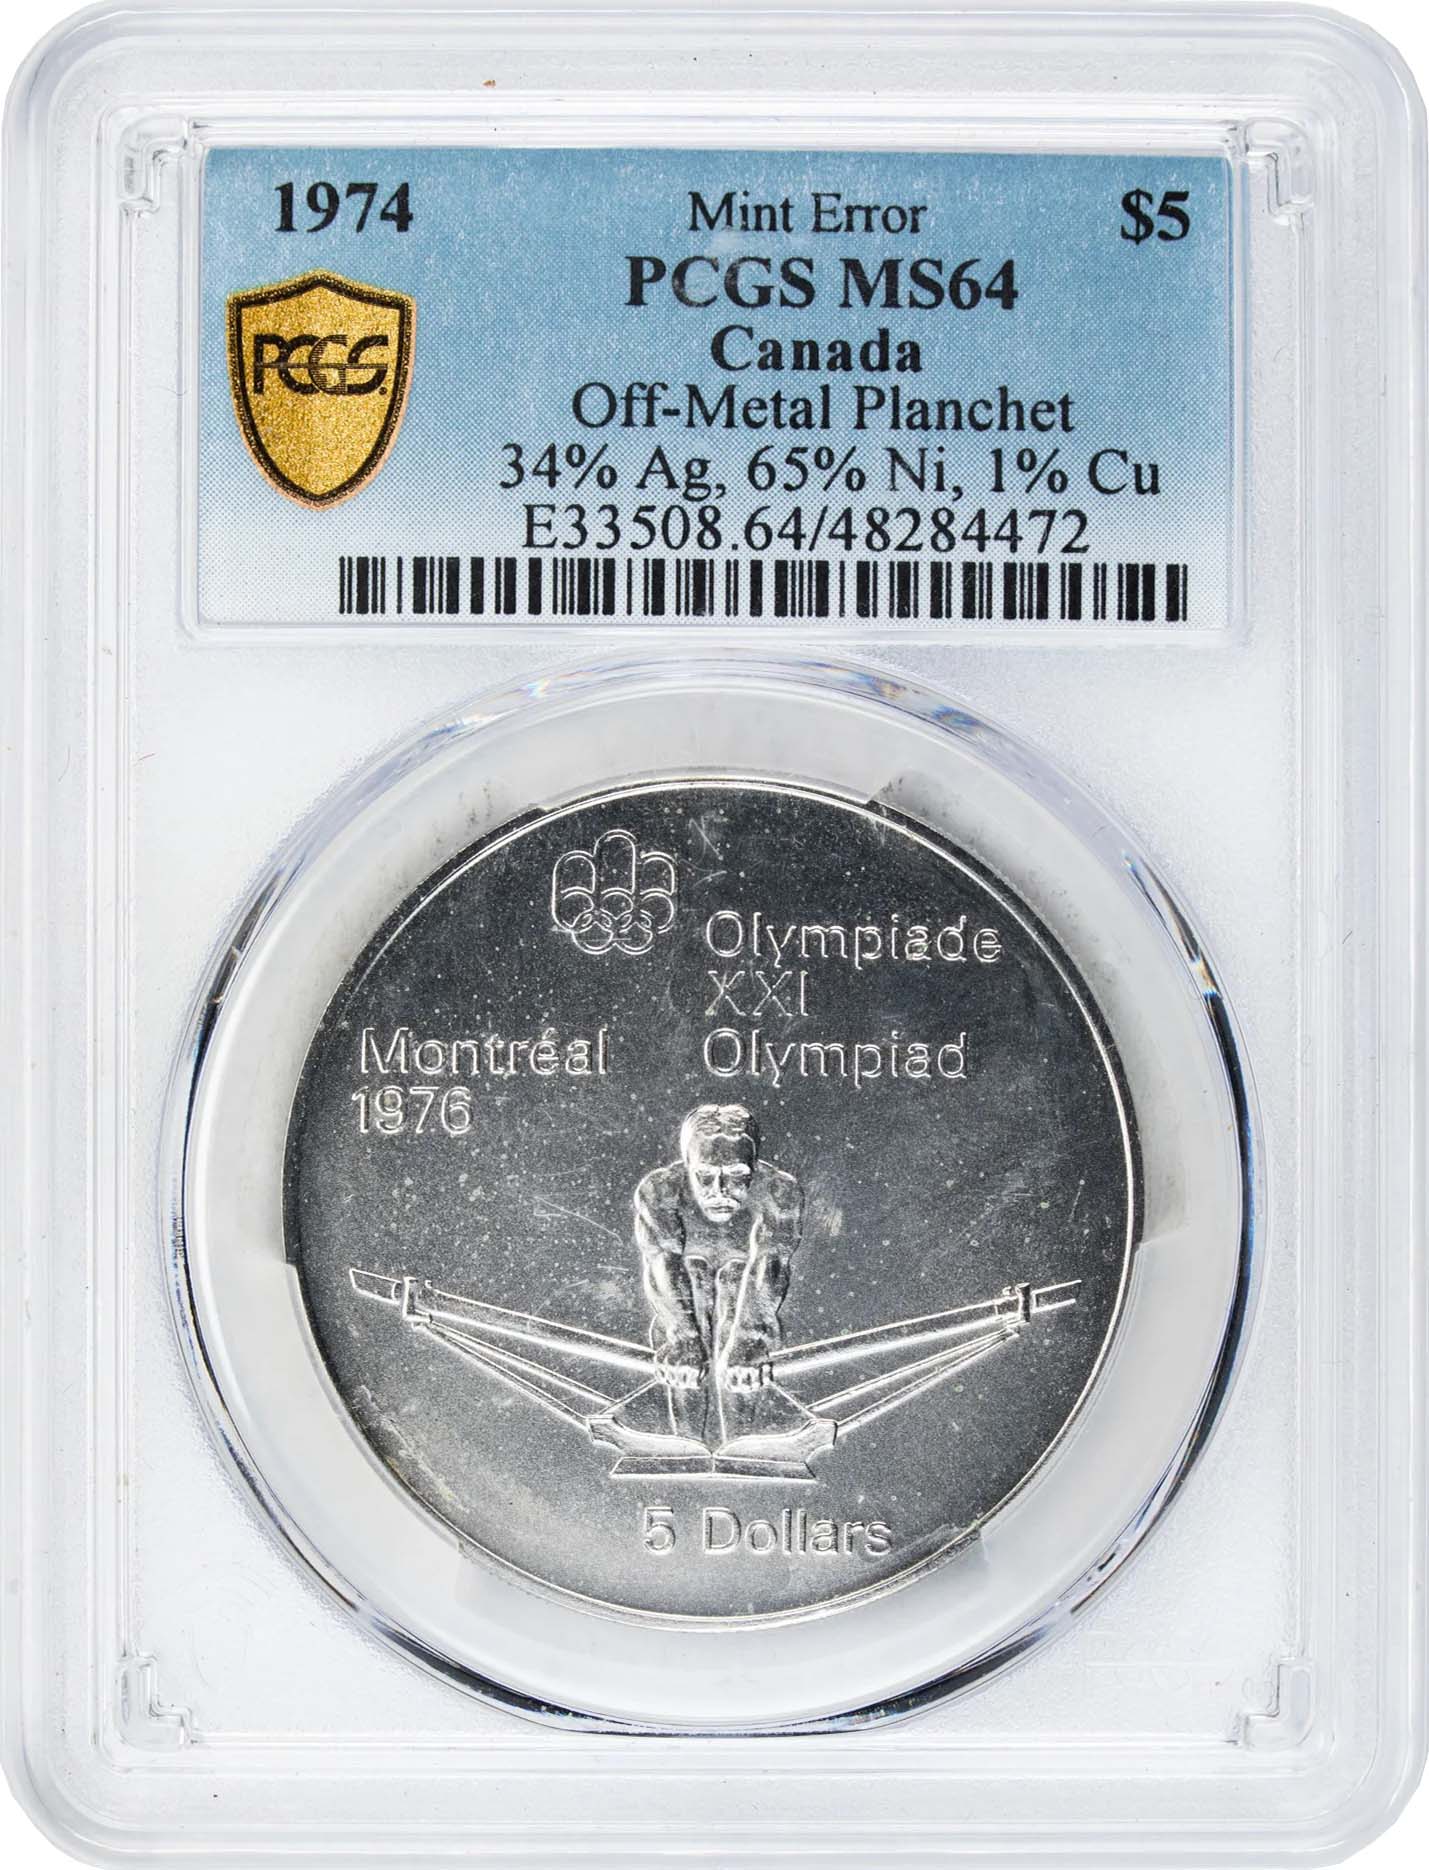 1974 Mint Error $5
PCGS MS64
PCGS
Canada
Off-Metal Planchet
34% Ag, 65% Ni, 1% Cu
E33508.64/48284472
Olympiade
XXI
Olympiad
Montréal
1976
5 Dollars